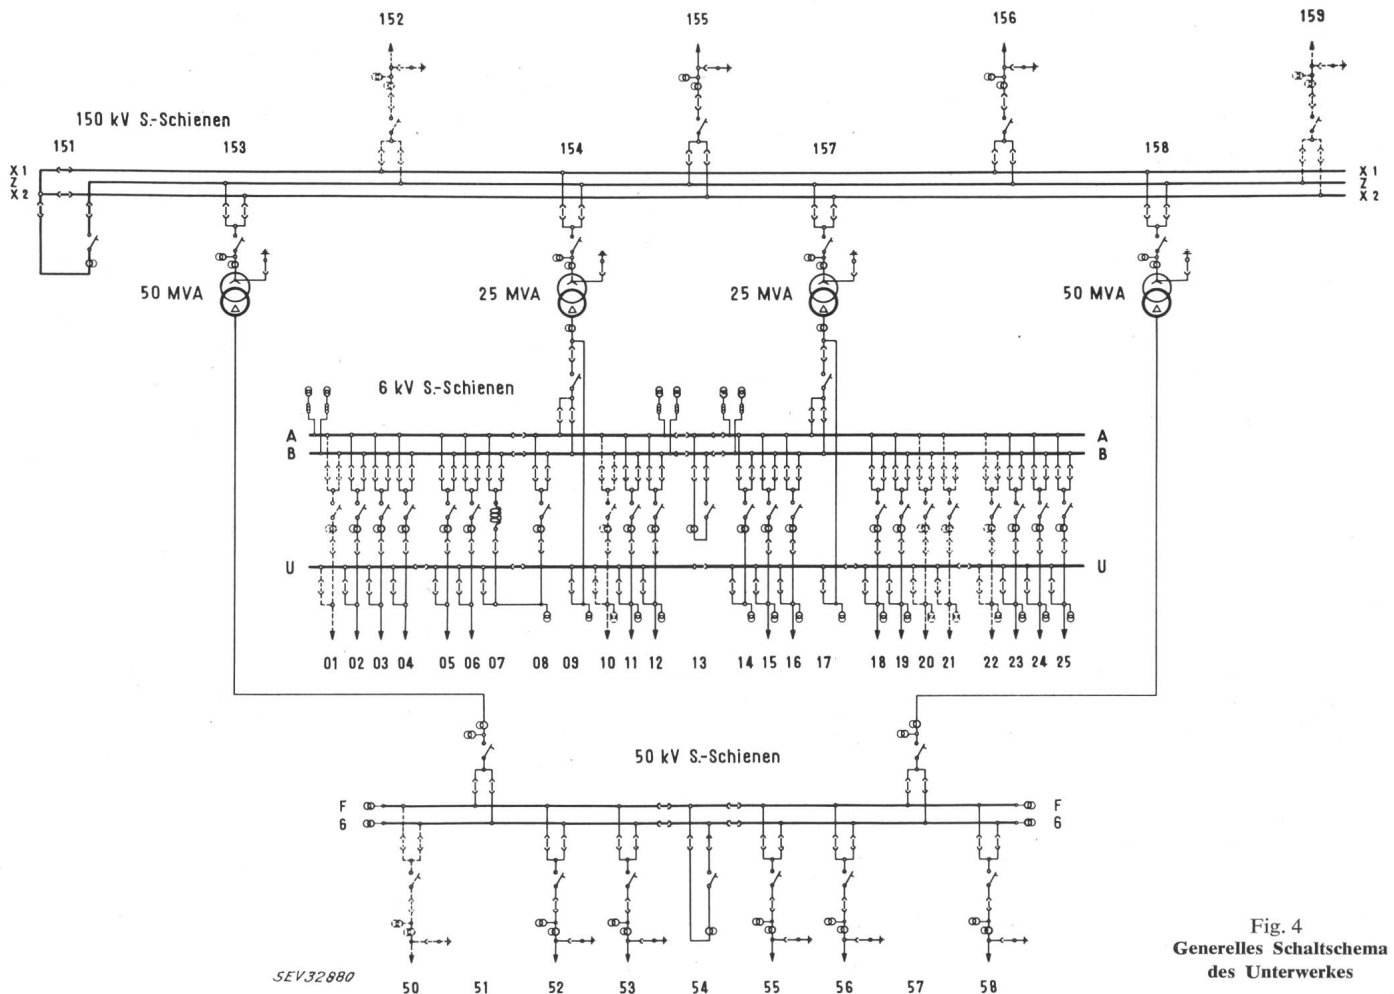 152 155 156 159
150 kV S.-Schienen
151 153 154 157 158
X 1 X 1
Z Z
X 2 X 2
50 MVA 25 MVA 25 MVA 50 MVA
6 kV S.-Schienen
A A
B B
U U
01 02 03 04 05 06 07 08 09 10 11 12 13 14 15 16 17 18 19 20 21 22 23 24 25
50 kV S.-Schienen
F F
6 6
SEV32880
50 51 52 53 54 55 56 57 58
Fig. 4
Generelles Schaltschema
des Unterwerkes